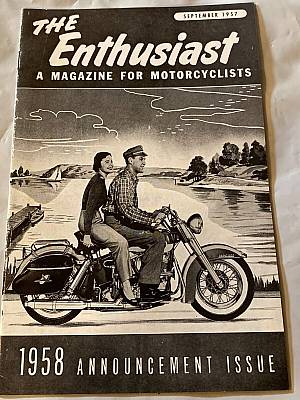 SEPTEMBER 1957
THE
Enthusiast
A MAGAZINE FOR MOTORCYCLISTS
1958 ANNOUNCEMENT ISSUE